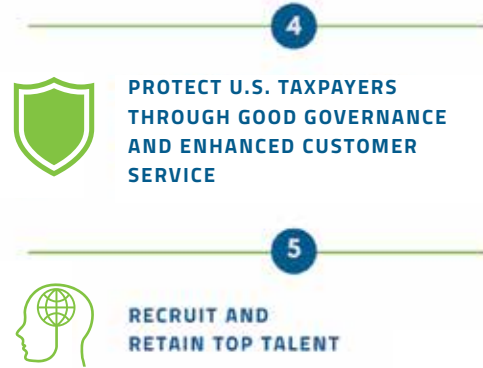 4
PROTECT U.S. TAXPAYERS
THROUGH GOOD GOVERNANCE
AND ENHANCED CUSTOMER
SERVICE
5
RECRUIT AND
RETAIN TOP TALENT